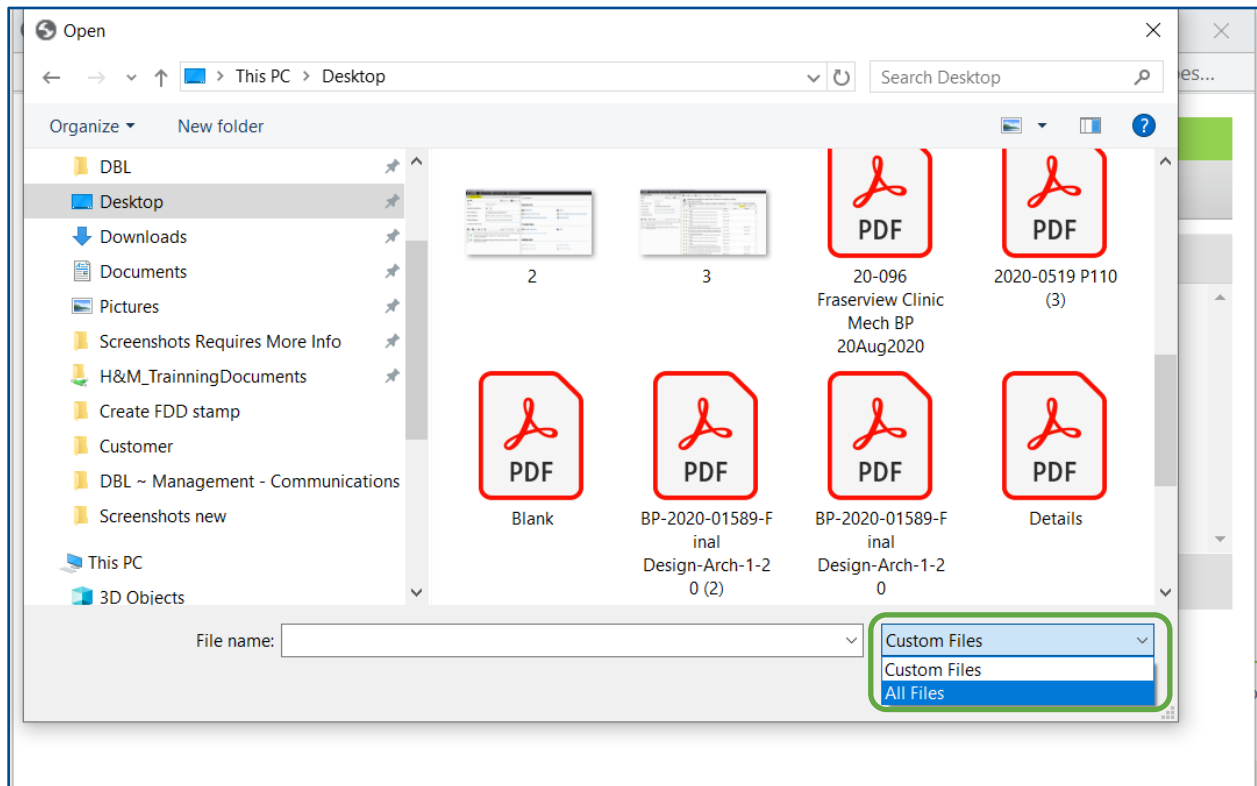 Open
This PC > Desktop
Search Desktop
es...
Organize
New folder
?
DBL
Desktop
Downloads
Documents
Pictures
Screenshots Requires More Info
H&M_TrainningDocuments
Create FDD stamp
Customer
DBL ~ Management - Communications
Screenshots new
This PC
3D Objects
2
3
PDF
20-096
Fraserview Clinic
Mech BP
20Aug2020
PDF
2020-0519 P110
(3)
PDF
Blank
PDF
BP-2020-01589-F
inal
Design-Arch-1-2
0 (2)
PDF
BP-2020-01589-F
inal
Design-Arch-1-2
0
PDF
Details
File name:
Custom Files
Custom Files
All Files